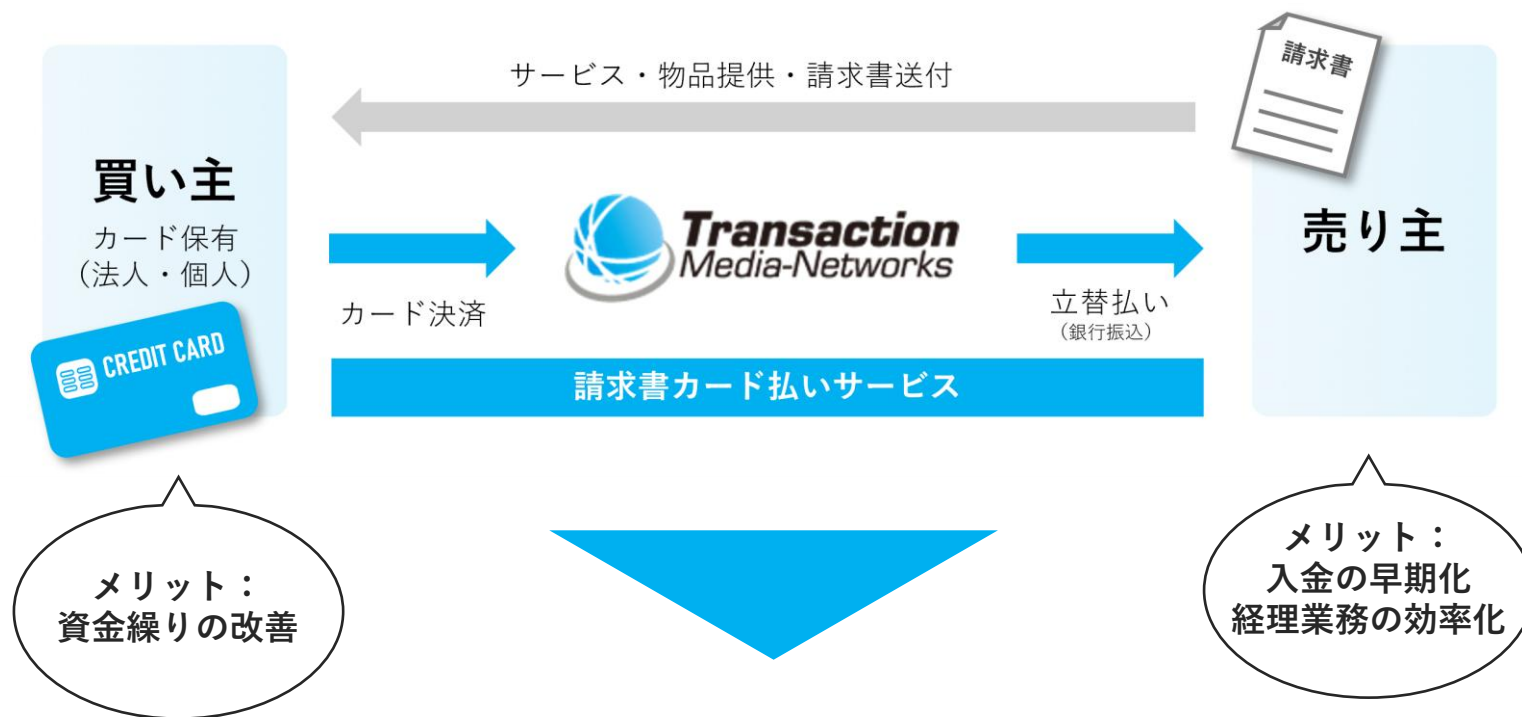 請求書
サービス・物品提供・請求書送付
買い主
カード保有
（法人・個人）
CREDIT CARD
カード決済
Transaction
Media-Networks
立替払い
（銀行振込）
売り主
請求書カード払いサービス
メリット：
資金繰りの改善
メリット：
入金の早期化
経理業務の効率化